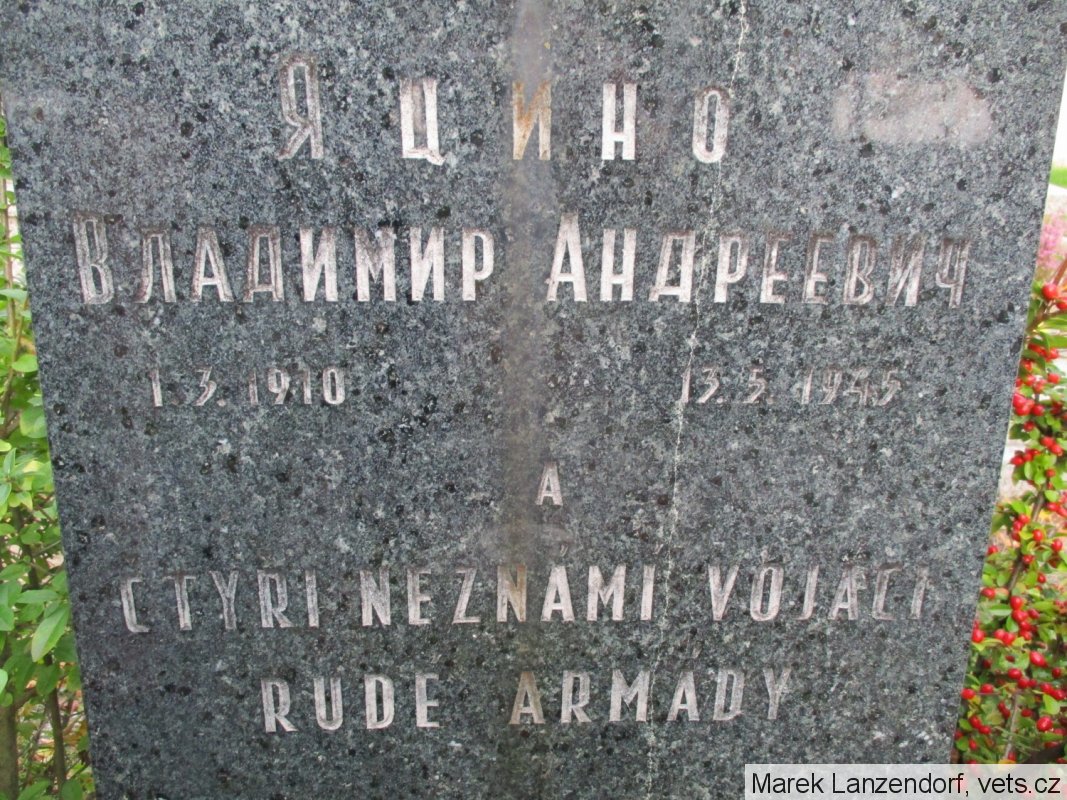 Яцино
Владимир Андреевич
1.3.1910 13.5.1945
А
ČTYŘI NEZNÁMÍ VOJÁCI
RUDÉ ARMÁDY
Marek Lanzendorf, vets.cz